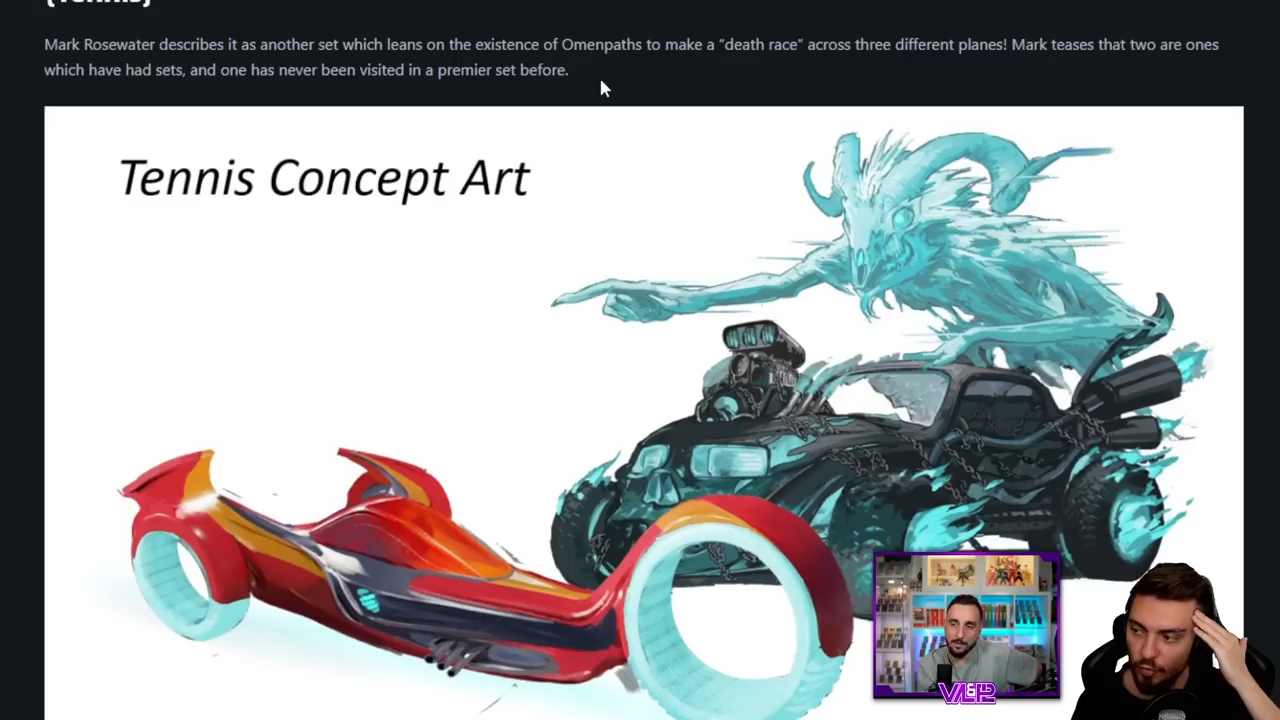 (Tennis)
Mark Rosewater describes it as another set which leans on the existence of Omenpaths to make a “death race” across three different planes! Mark teases that two are ones
which have had sets, and one has never been visited in a premier set before.
Tennis Concept Art